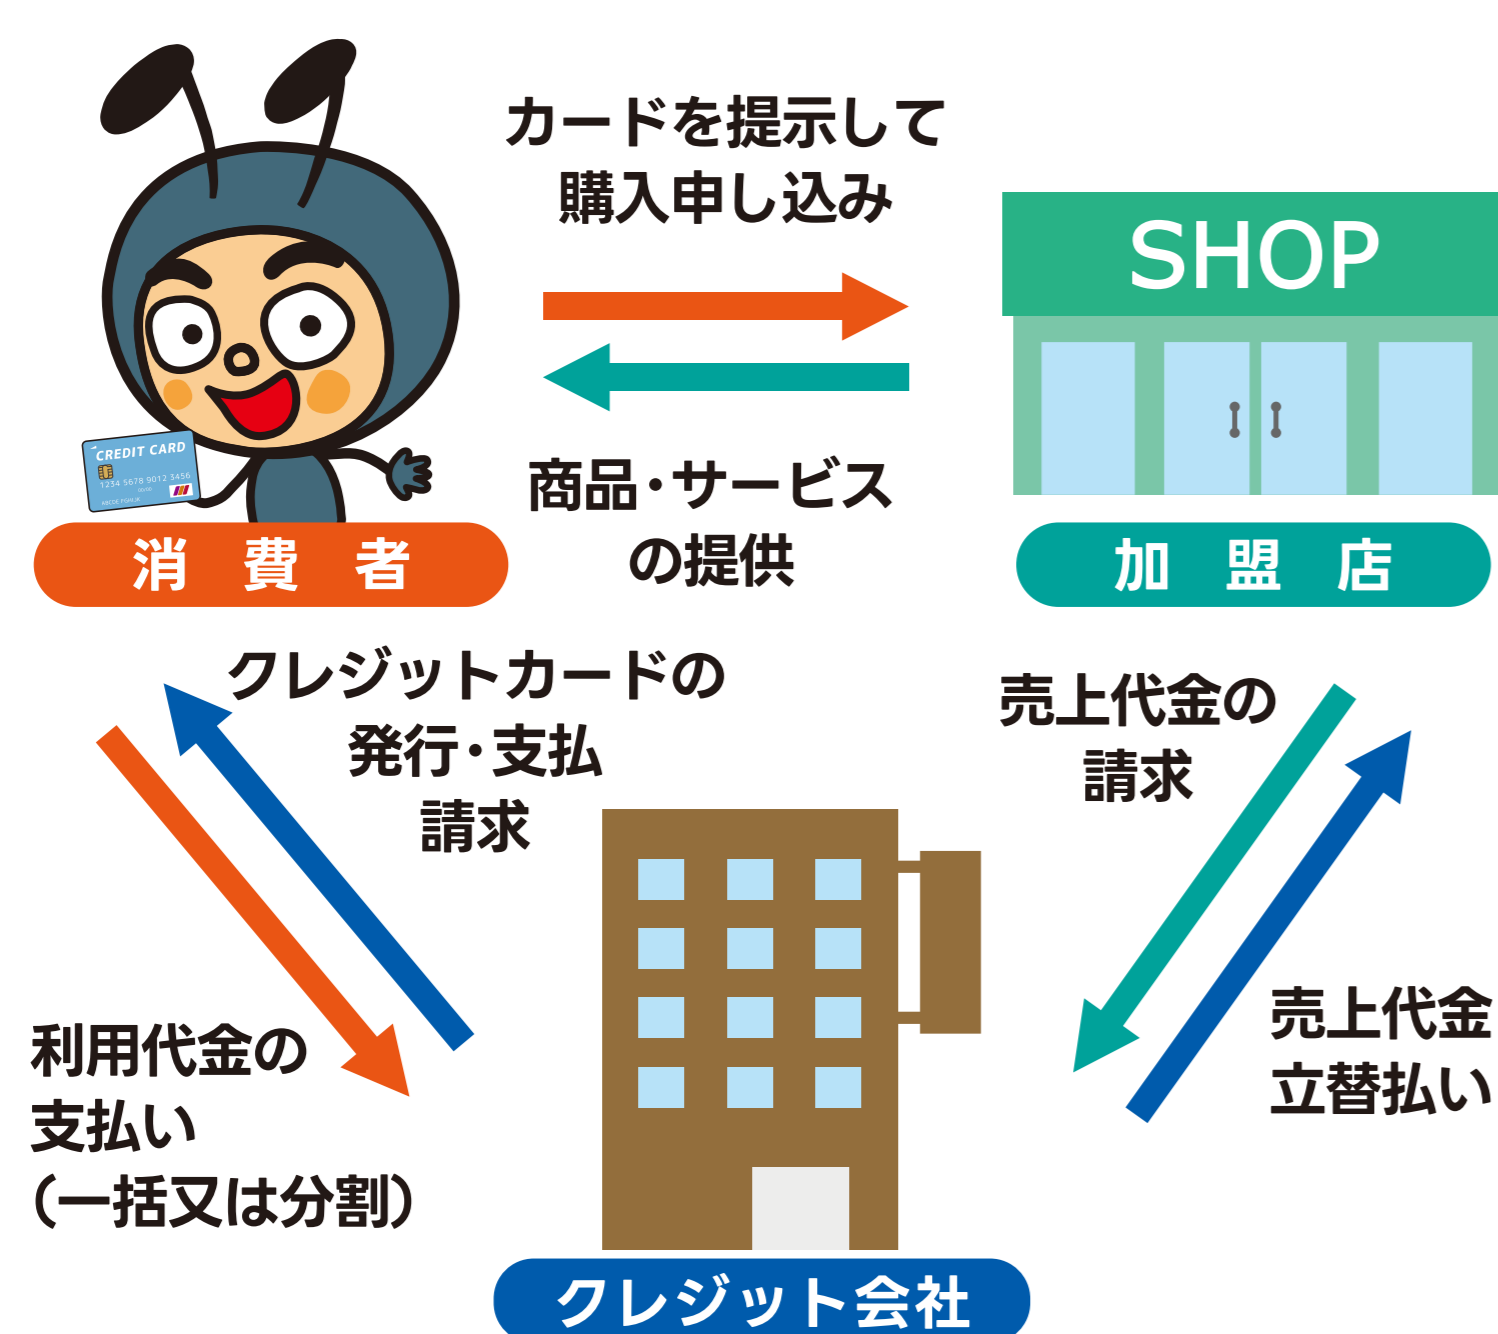 カードを提示して
購入申し込み
SHOP
CREDIT CARD
1234 5678 9012 3456
商品・サービス
の提供
消費者
加盟店
クレジットカードの
発行・支払
請求
売上代金の
請求
利用代金の
支払い
（一括又は分割）
売上代金
立替払い
クレジット会社